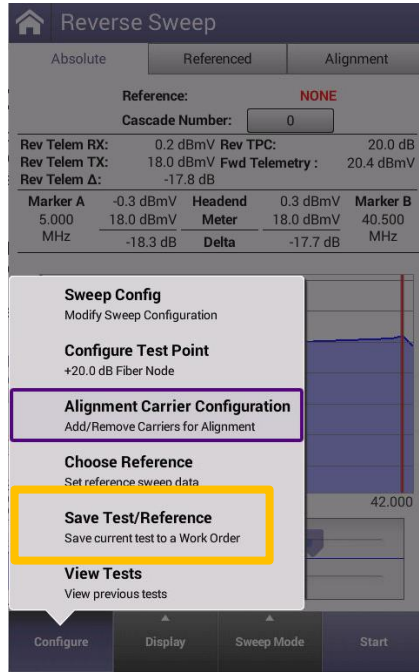 Reverse Sweep
Absolute Referenced Alignment
Reference: NONE
Cascade Number: 0
Rev Telem RX: 0.2 dBmV Rev TPC: 20.0 dB
Rev Telem TX: 18.0 dBmV Fwd Telemetry : 20.4 dBmV
Rev Telem Δ: -17.8 dB
Marker A -0.3 dBmV Headend 0.3 dBmV Marker B
5.000 18.0 dBmV Meter 18.0 dBmV 40.500
MHz -18.3 dB Delta -17.7 dB MHz
Sweep Config
Modify Sweep Configuration
Configure Test Point
+20.0 dB Fiber Node
Alignment Carrier Configuration
Add/Remove Carriers for Alignment
Choose Reference
Set reference sweep data
42.000
Save Test/Reference
Save current test to a Work Order
View Tests
View previous tests
Configure Display Sweep Mode Start